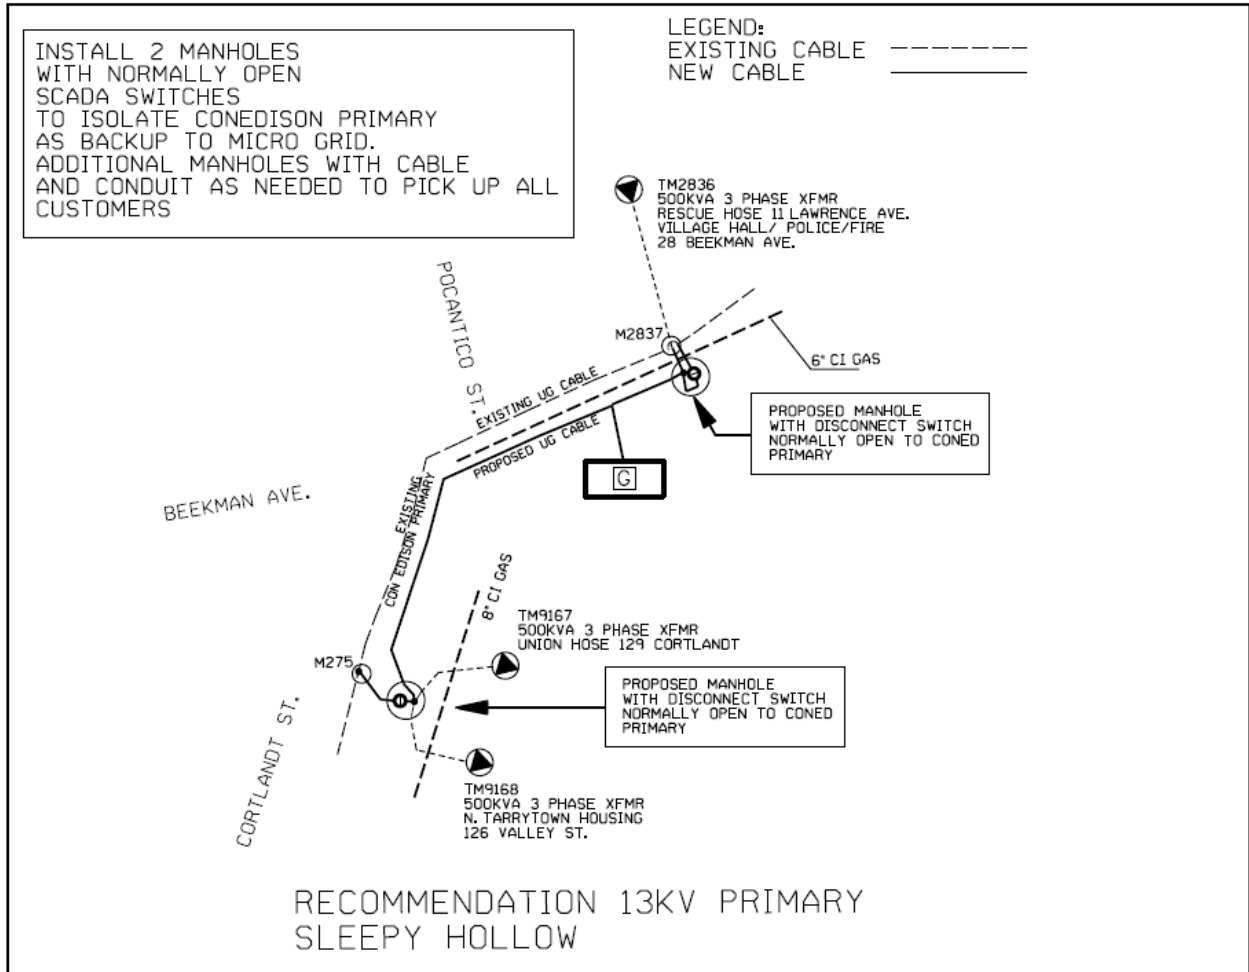 INSTALL 2 MANHOLES
WITH NORMALLY OPEN
SCADA SWITCHES
TO ISOLATE CONEDISON PRIMARY
AS BACKUP TO MICRO GRID.
ADDITIONAL MANHOLES WITH CABLE
AND CONDUIT AS NEEDED TO PICK UP ALL
CUSTOMERS
LEGEND:
EXISTING CABLE
NEW CABLE
TM2836
500KVA 3 PHASE XFMR
RESCUE HOSE 11 LAWRENCE AVE.
VILLAGE HALL/ POLICE/FIRE
28 BEEKMAN AVE.
POCANTICO ST.
M2837
6" CI GAS
EXISTING UG CABLE
PROPOSED UG CABLE
G
PROPOSED MANHOLE
WITH DISCONNECT SWITCH
NORMALLY OPEN TO CONED
PRIMARY
BEEKMAN AVE.
EXISTING
CON EDISON PRIMARY
8" CI GAS
TM9167
500KVA 3 PHASE XFMR
UNION HOSE 129 CORTLANDT
M275
PROPOSED MANHOLE
WITH DISCONNECT SWITCH
NORMALLY OPEN TO CONED
PRIMARY
CORTLANDT ST.
TM9168
500KVA 3 PHASE XFMR
N. TARRYTOWN HOUSING
126 VALLEY ST.
RECOMMENDATION 13KV PRIMARY
SLEEPY HOLLOW